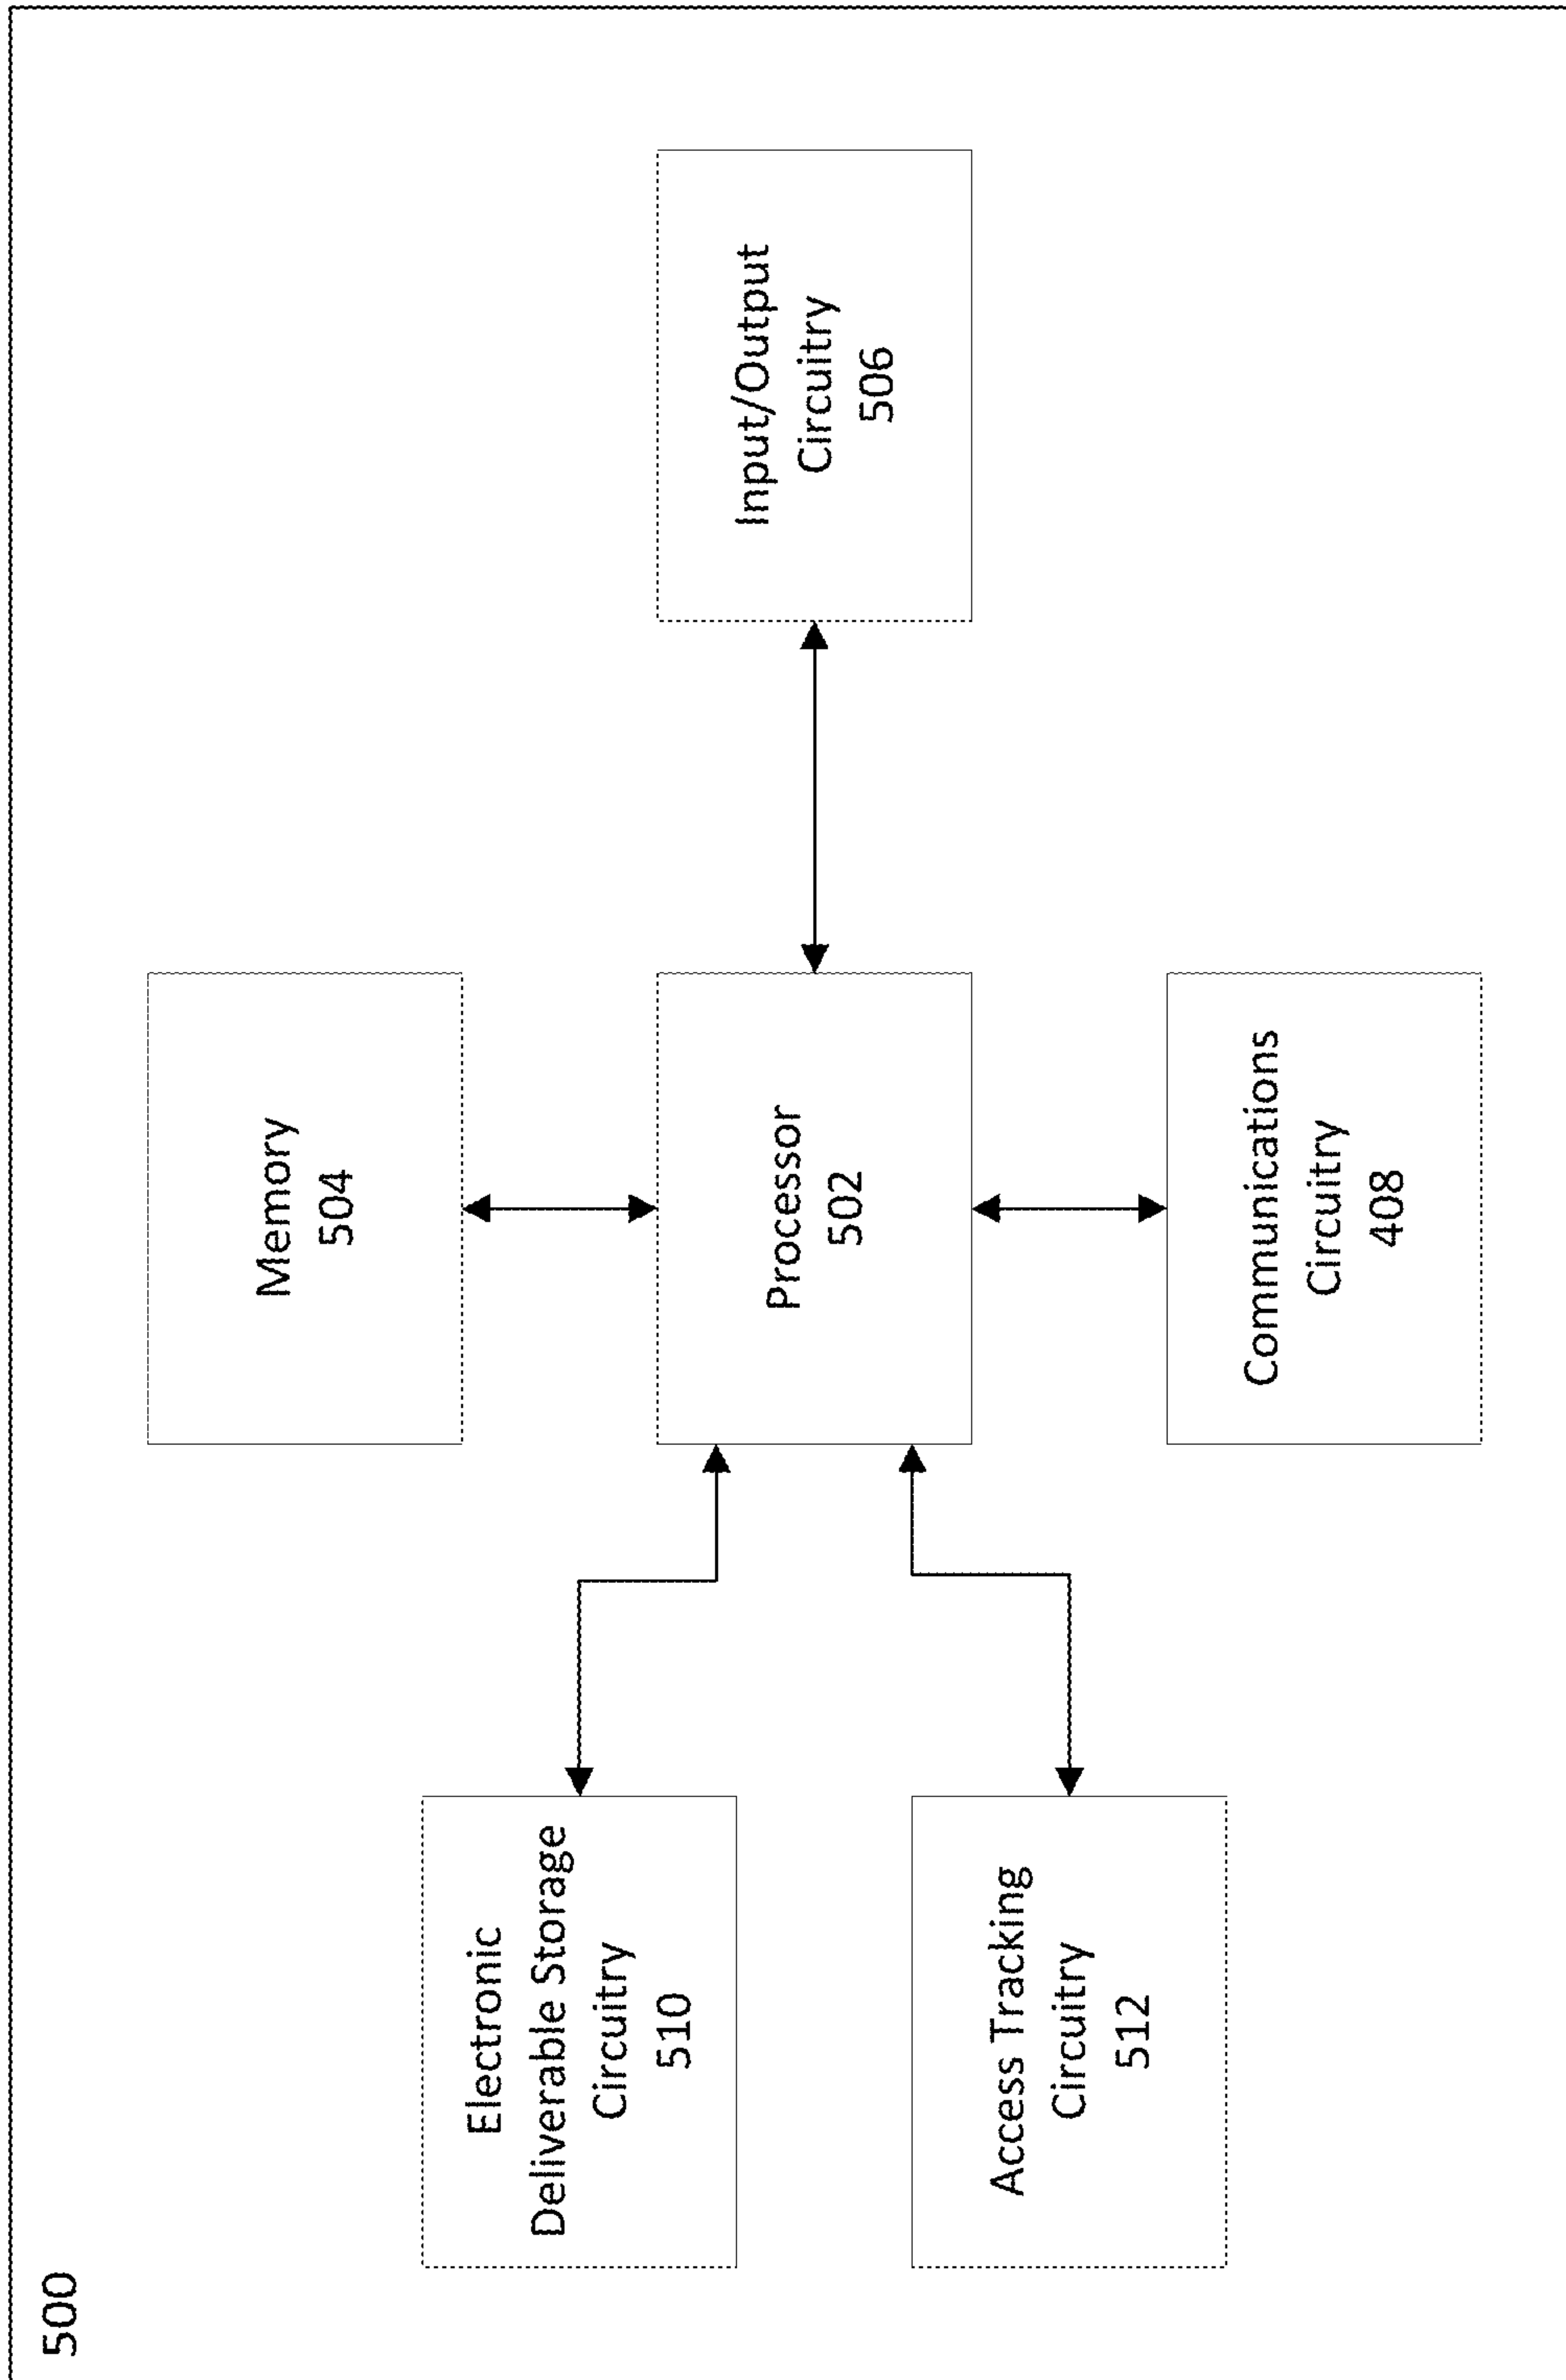 500
Memory
504
Electronic
Deliverable Storage
Circuitry
510
Processor
502
Input/Output
Circuitry
506
Access Tracking
Circuitry
512
Communications
Circuitry
408